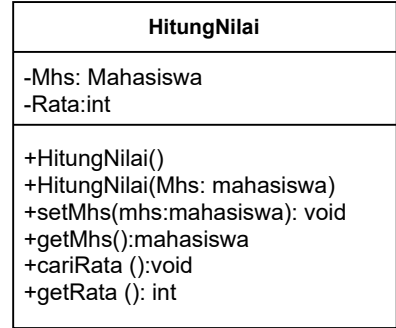 HitungNilai
-Mhs: Mahasiswa
-Rata:int
+HitungNilai()
+HitungNilai(Mhs: mahasiswa)
+setMhs(mhs:mahasiswa): void
+getMhs():mahasiswa
+cariRata ():void
+getRata (): int